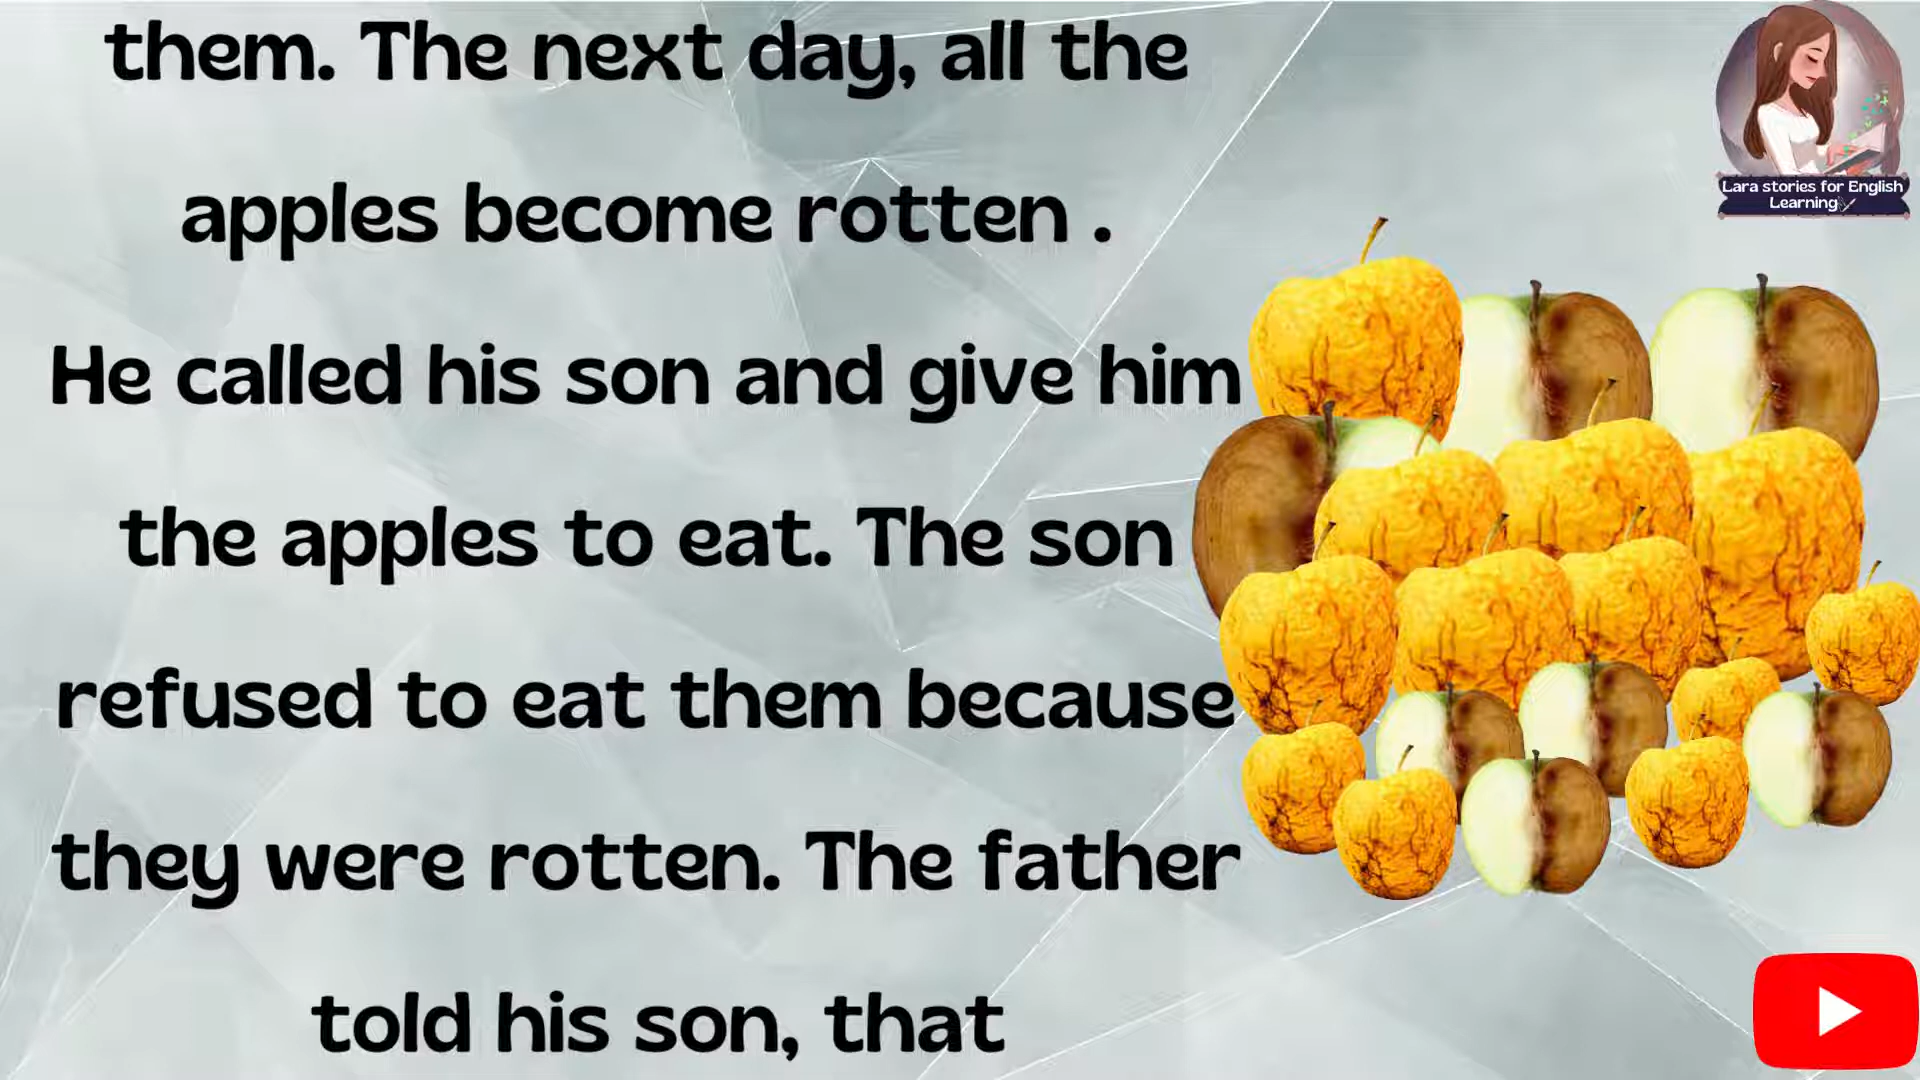 them. The next day, all the
apples become rotten .
He called his son and give him
the apples to eat. The son
refused to eat them because
they were rotten. The father
told his son, that
Lara stories for English
Learning